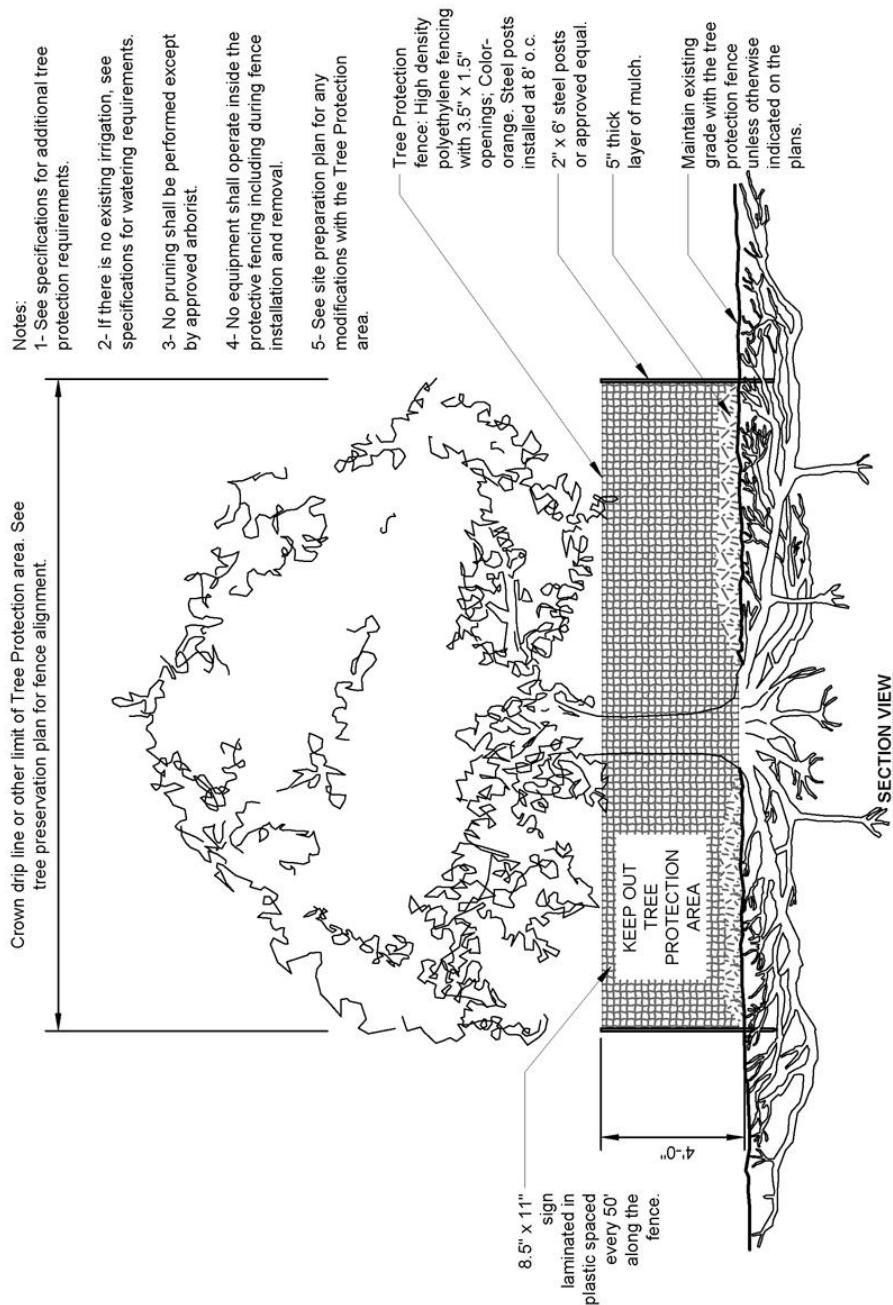 Crown drip line or other limit of Tree Protection area. See
tree preservation plan for fence alignment.
Notes:
1- See specifications for additional tree
protection requirements.
2- If there is no existing irrigation, see
specifications for watering requirements.
3- No pruning shall be performed except
by approved arborist.
4- No equipment shall operate inside the
protective fencing including during fence
installation and removal.
5- See site preparation plan for any
modifications with the Tree Protection
area.
Tree Protection
fence: High density
polyethylene fencing
with 3.5" x 1.5"
openings; Color-
orange. Steel posts
installed at 8' o.c.
2" x 6' steel posts
or approved equal.
5" thick
layer of mulch.
Maintain existing
grade with the tree
protection fence
unless otherwise
indicated on the
plans.
8.5" x 11"
sign
laminated in
plastic spaced
every 50'
along the
fence.
4'-0"
KEEP OUT
TREE
PROTECTION
AREA
SECTION VIEW